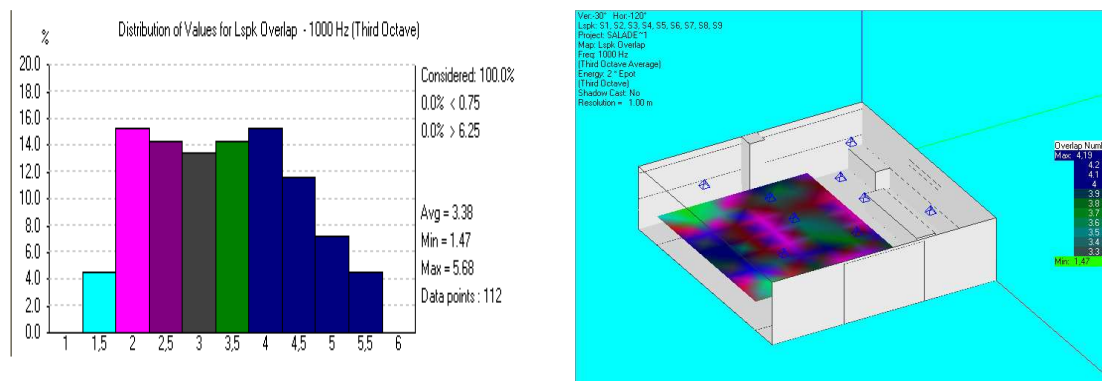 Distribution of Values for Lspk Overlap - 1000 Hz (Third Octave)
%
20.0
18.0
16.0
14.0
12.0
10.0
8.0
6.0
4.0
2.0
0.0
1 1,5 2 2,5 3 3,5 4 4,5 5 5,5 6
Considered: 100.0%
0.0% < 0.75
0.0% > 6.25
Avg = 3.38
Min = 1.47
Max = 5.68
Data points : 112
Ver:-30° Hor:-120°
Lspk: S1, S2, S3, S4, S5, S6, S7, S8, S9
Project: SALADE~1
Map: Lspk Overlap
Freq: 1000 Hz
(Third Octave Average)
Energy: 2 * Epot
(Third Octave)
Shadow Cast: No
Resolution = 1.00 m
Overlap Num
Max: 4,19
4.2
4.1
4
3.9
3.8
3.7
3.6
3.5
3.4
3.3
Min: 1,47